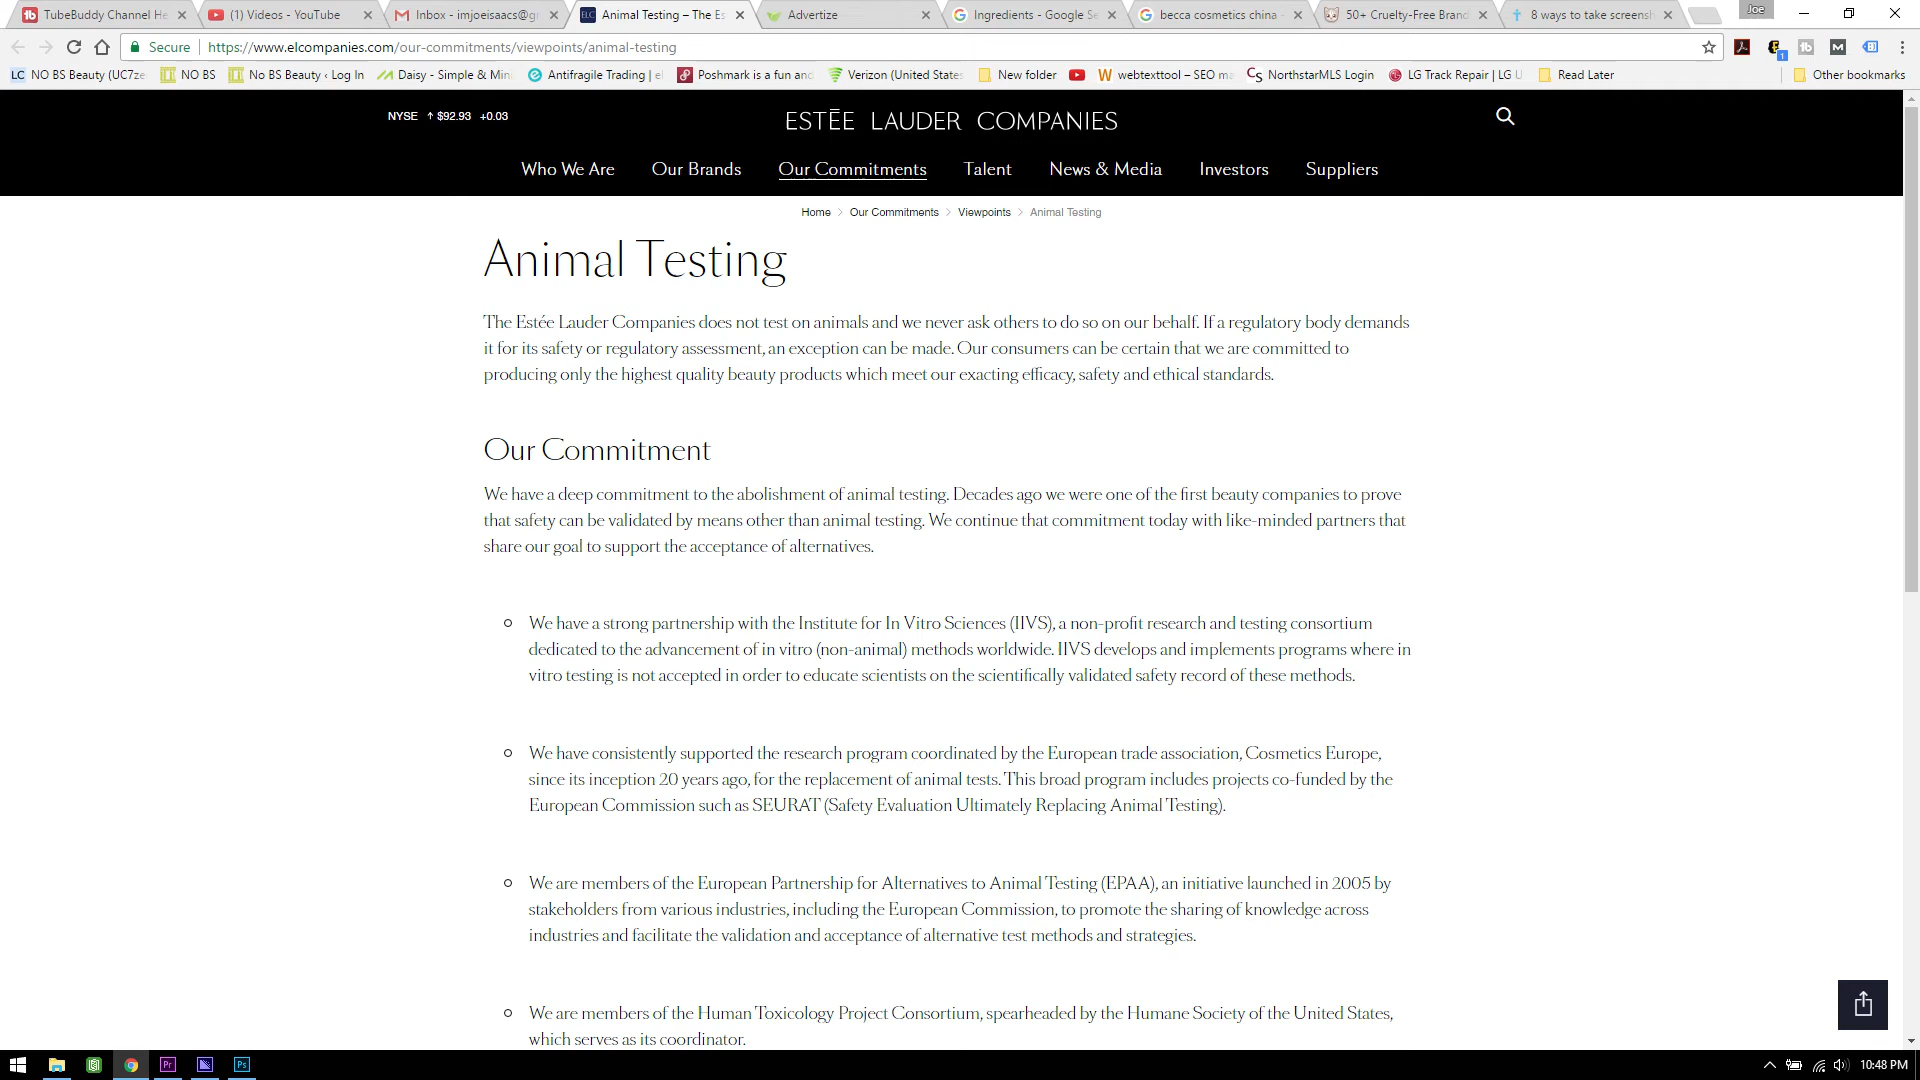 TubeBuddy Channel He
(1) Videos - YouTube
Inbox - imjoeisaacs@g
Animal Testing – The Es
Advertize
Ingredients - Google Se
becca cosmetics china -
50+ Cruelty-Free Brand
8 ways to take screensh
Joe
Secure
https://www.elcompanies.com/our-commitments/viewpoints/animal-testing
LC NO BS Beauty (UC7ze
NO BS
No BS Beauty ‹ Log In
Daisy - Simple & Min
Antifragile Trading | el
Poshmark is a fun and
Verizon (United States
New folder
webtexttool – SEO ma
NorthstarMLS Login
LG Track Repair | LG U
Read Later
Other bookmarks
NYSE ↑ $92.93 +0.03
ESTĒE LAUDER COMPANIES
Who We Are Our Brands Our Commitments Talent News & Media Investors Suppliers
Home > Our Commitments > Viewpoints > Animal Testing
Animal Testing
The Estée Lauder Companies does not test on animals and we never ask others to do so on our behalf. If a regulatory body demands
it for its safety or regulatory assessment, an exception can be made. Our consumers can be certain that we are committed to
producing only the highest quality beauty products which meet our exacting efficacy, safety and ethical standards.
Our Commitment
We have a deep commitment to the abolishment of animal testing. Decades ago we were one of the first beauty companies to prove
that safety can be validated by means other than animal testing. We continue that commitment today with like-minded partners that
share our goal to support the acceptance of alternatives.
We have a strong partnership with the Institute for In Vitro Sciences (IIVS), a non-profit research and testing consortium
dedicated to the advancement of in vitro (non-animal) methods worldwide. IIVS develops and implements programs where in
vitro testing is not accepted in order to educate scientists on the scientifically validated safety record of these methods.
We have consistently supported the research program coordinated by the European trade association, Cosmetics Europe,
since its inception 20 years ago, for the replacement of animal tests. This broad program includes projects co-funded by the
European Commission such as SEURAT (Safety Evaluation Ultimately Replacing Animal Testing).
We are members of the European Partnership for Alternatives to Animal Testing (EPAA), an initiative launched in 2005 by
stakeholders from various industries, including the European Commission, to promote the sharing of knowledge across
industries and facilitate the validation and acceptance of alternative test methods and strategies.
We are members of the Human Toxicology Project Consortium, spearheaded by the Humane Society of the United States,
which serves as its coordinator.
Pr
Ps
10:48 PM